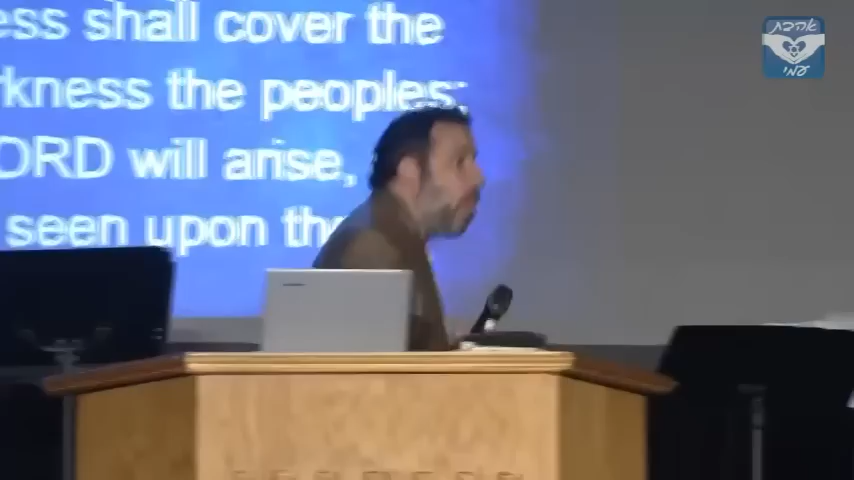 ess shall cover the
rkness the peoples;
ORD will arise,
seen upon the
אהבת
עמי